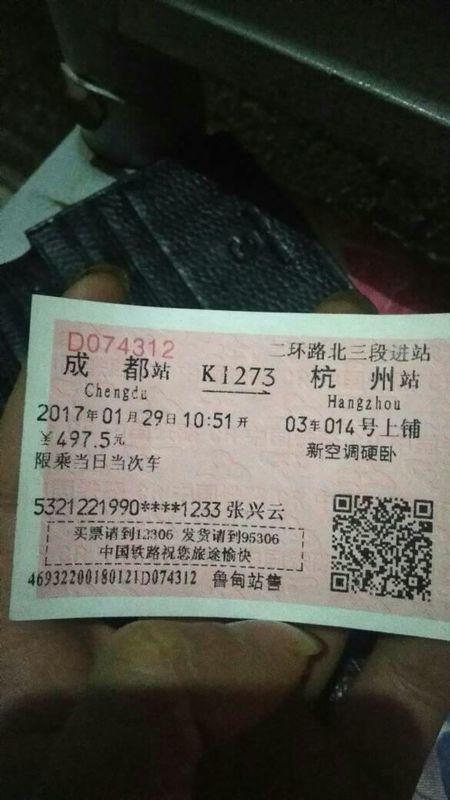 D074312
二环路北三段进站
成都站 K1273 杭州站
Chengdu Hangzhou
2017年01月29日10:51开 03车014号上铺
¥497.5元 新空调硬卧
限乘当日当次车
5321221990****1233 张兴云
买票请到12306 发货请到95306
中国铁路祝您旅途愉快
46932200180121D074312 鲁甸站售